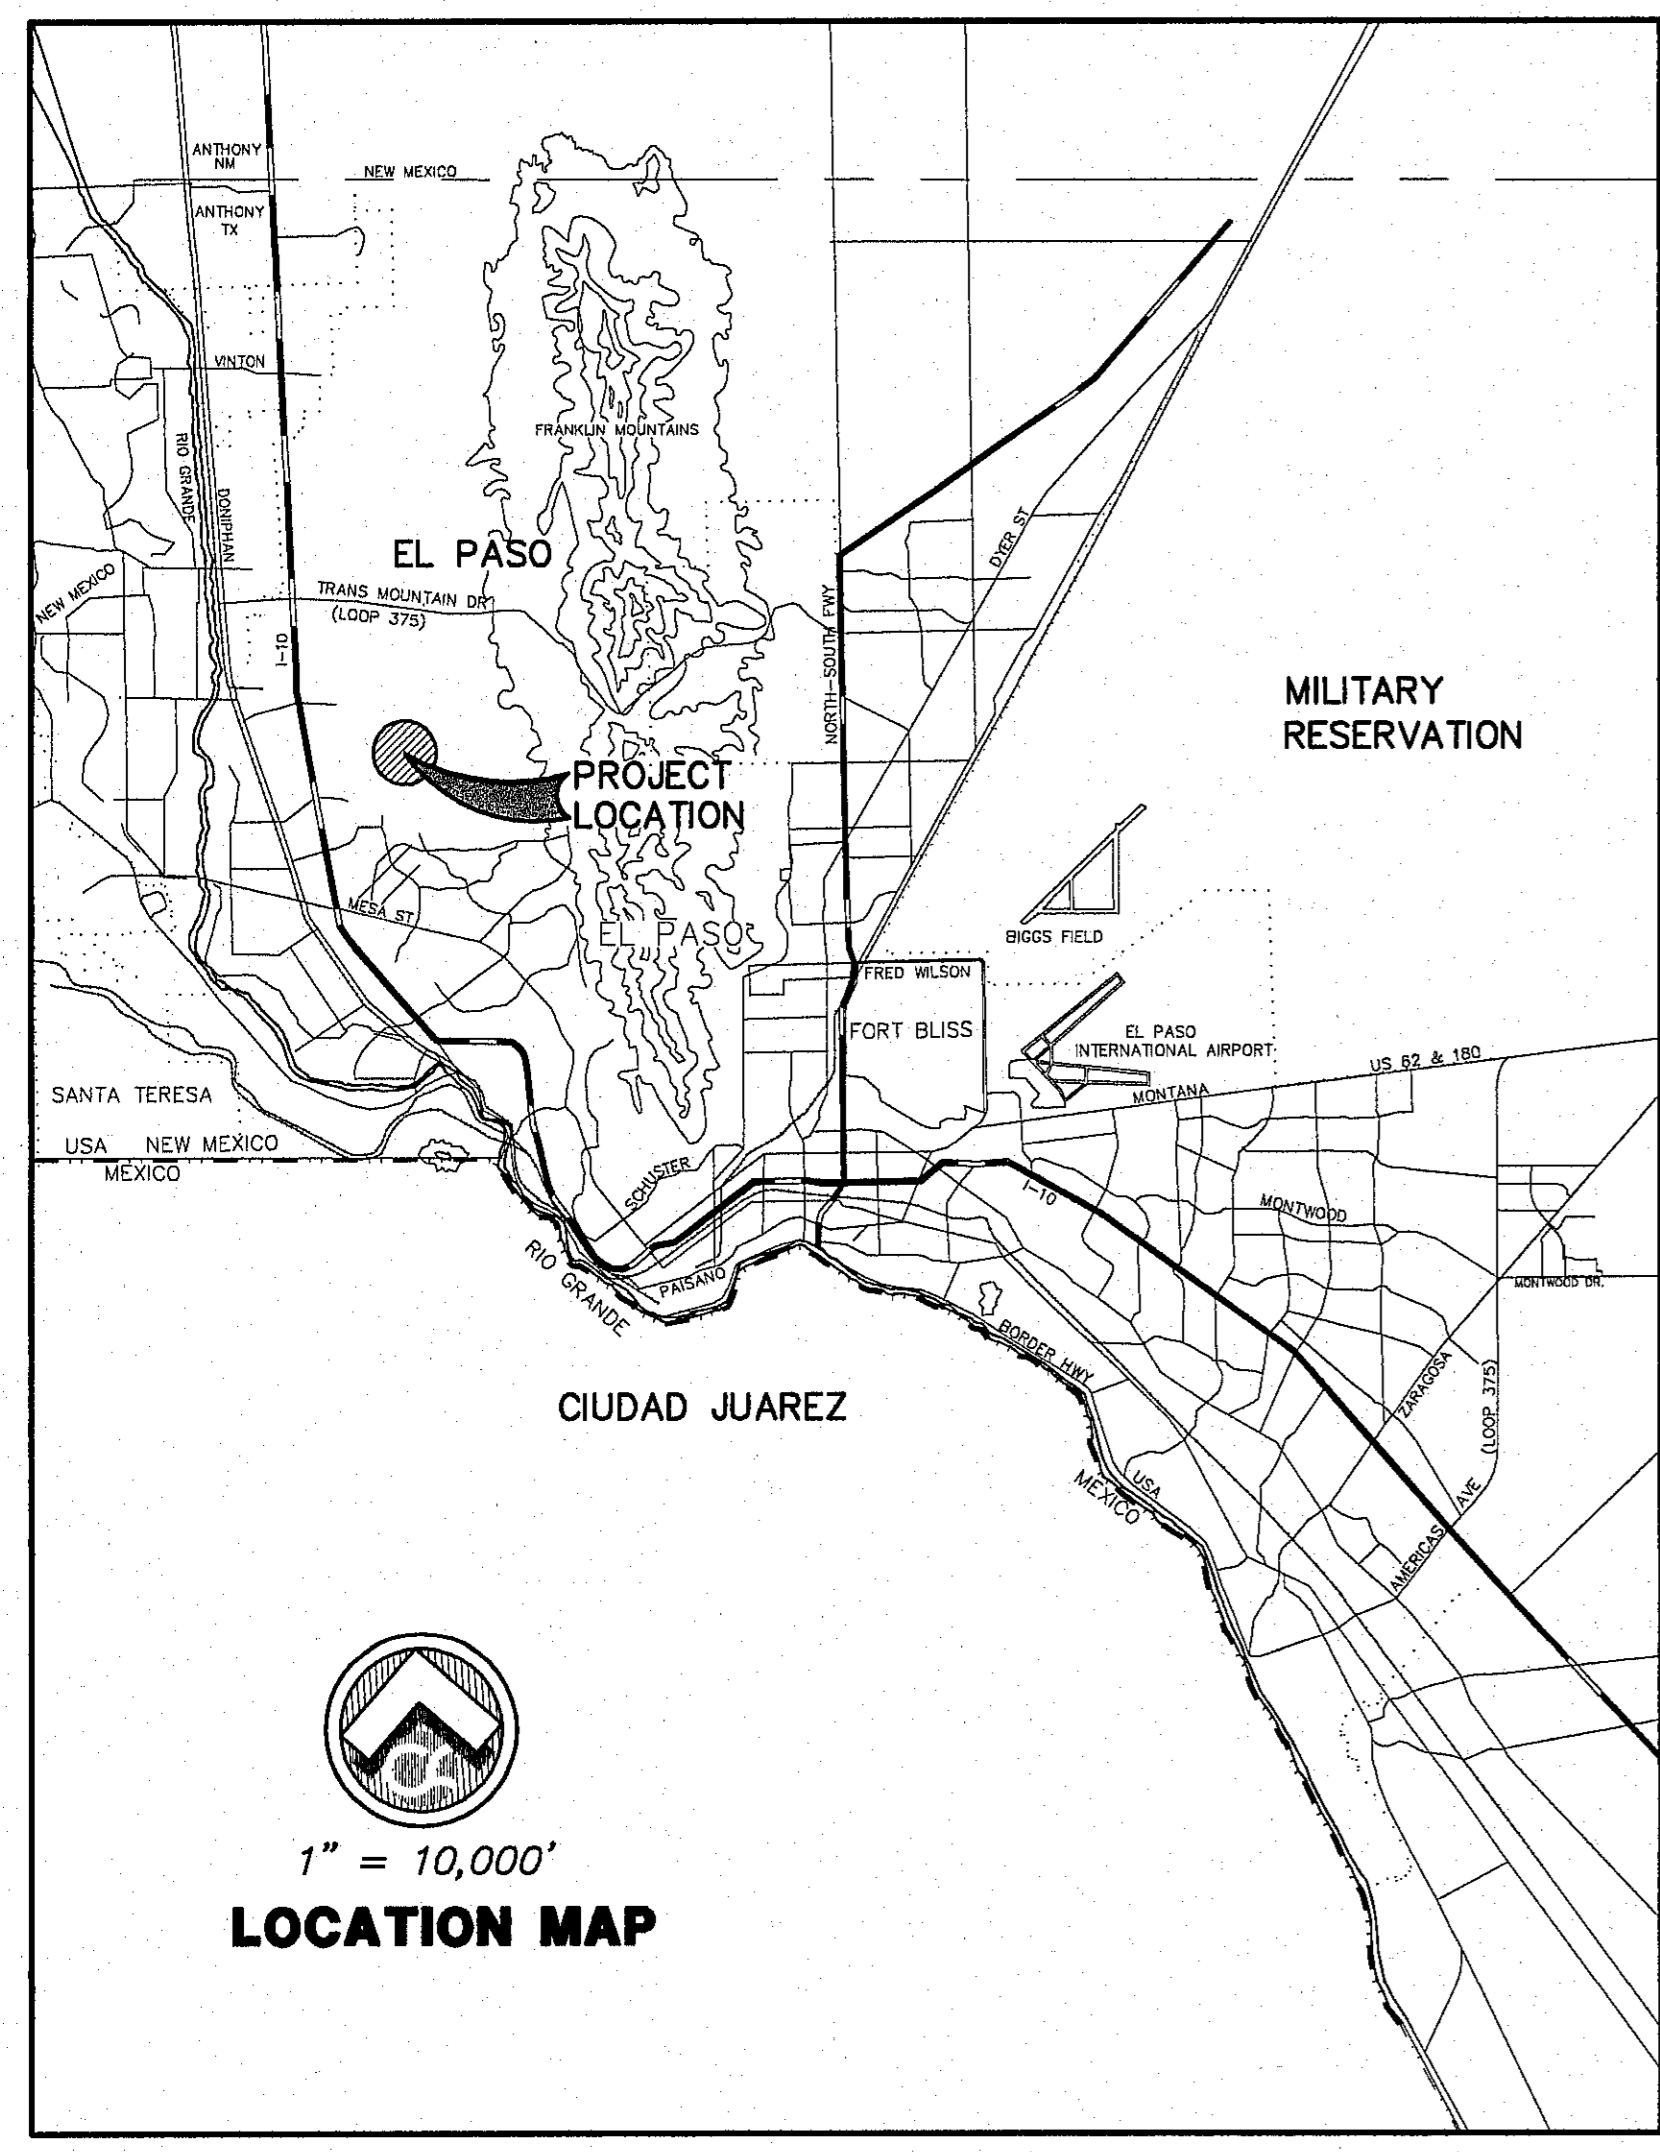 ANTHONY
NM
NEW MEXICO
ANTHONY
TX
VINTON
RIO GRANDE
DONIPHAN
FRANKLIN MOUNTAINS
EL PASO
DYER ST
NEW MEXICO
TRANS MOUNTAIN DR
(LOOP 375)
I-10
NORTH-SOUTH FWY
MILITARY
RESERVATION
PROJECT
LOCATION
MESA ST
EL PASO
BIGGS FIELD
FRED WILSON
FORT BLISS
EL PASO
INTERNATIONAL AIRPORT
US 62 & 180
MONTANA
SANTA TERESA
USA NEW MEXICO
MEXICO
SCHUSTER
I-10
MONTWOOD
RIO GRANDE
PAISANO
MONTWOOD DR.
BORDER HWY
ZARAGOSA
(LOOP 375)
CIUDAD JUAREZ
USA
MEXICO
AMERICAS AVE
1" = 10,000'
LOCATION MAP